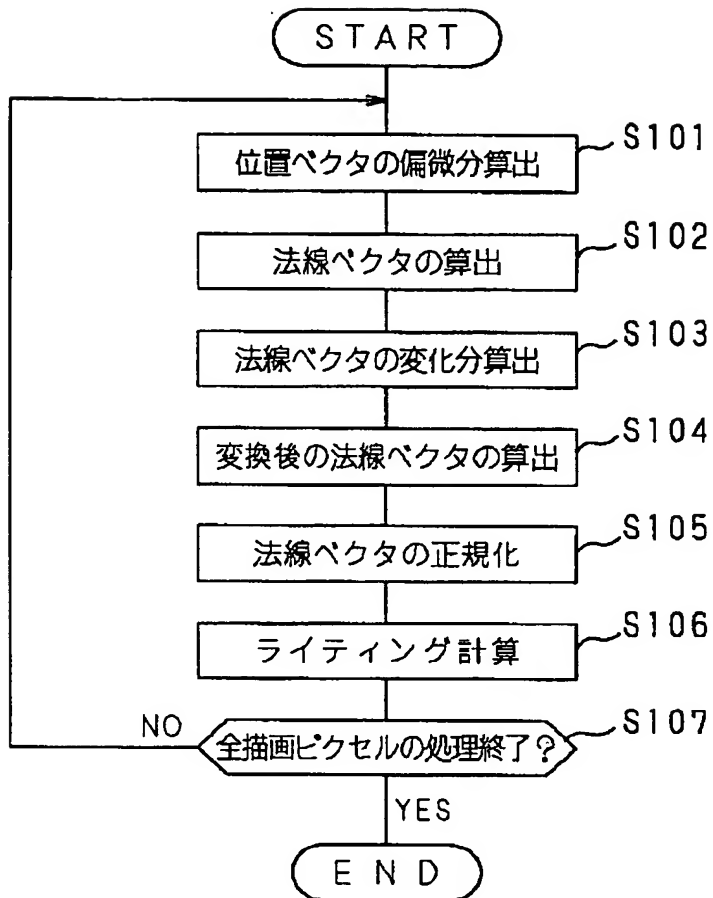 START
位置ベクタの偏微分算出
S101
法線ベクタの算出
S102
法線ベクタの変化分算出
S103
変換後の法線ベクタの算出
S104
法線ベクタの正規化
S105
ライティング計算
S106
全描画ピクセルの処理終了?
S107
NO
YES
END